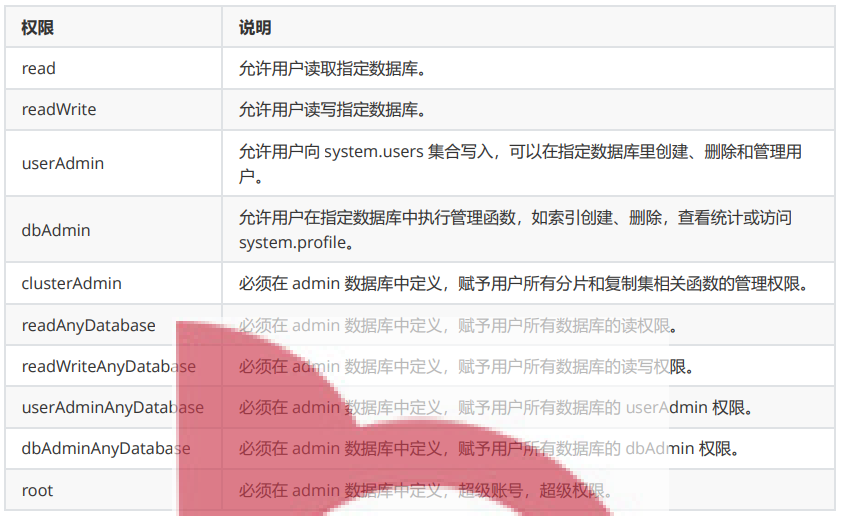 权限 说明
read 允许用户读取指定数据库。
readWrite 允许用户读写指定数据库。
userAdmin 允许用户向 system.users 集合写入，可以在指定数据库里创建、删除和管理用
户。
dbAdmin 允许用户在指定数据库中执行管理函数，如索引创建、删除，查看统计或访问
system.profile。
clusterAdmin 必须在 admin 数据库中定义，赋予用户所有分片和复制集相关函数的管理权限。
readAnyDatabase 必须在 admin 数据库中定义，赋予用户所有数据库的读权限。
readWriteAnyDatabase 必须在 admin 数据库中定义，赋予用户所有数据库的读写权限。
userAdminAnyDatabase 必须在 admin 数据库中定义，赋予用户所有数据库的 userAdmin 权限。
dbAdminAnyDatabase 必须在 admin 数据库中定义，赋予用户所有数据库的 dbAdmin 权限。
root 必须在 admin 数据库中定义，超级账号，超级权限。